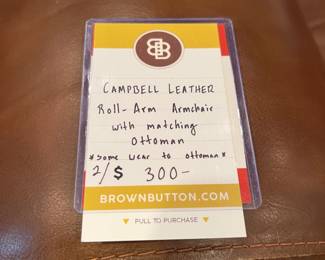 BB
CAMPBELL LEATHER
Roll-Arm Armchair
with matching
Ottoman
*some wear to ottoman*
2/$ 300-
BROWNBUTTON.COM
PULL TO PURCHASE